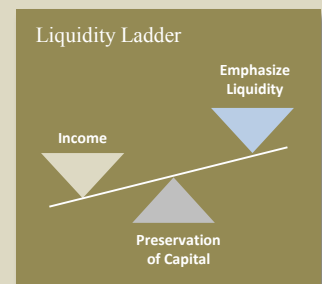 Liquidity Ladder
Emphasize
Liquidity
Income
Preservation
of Capital